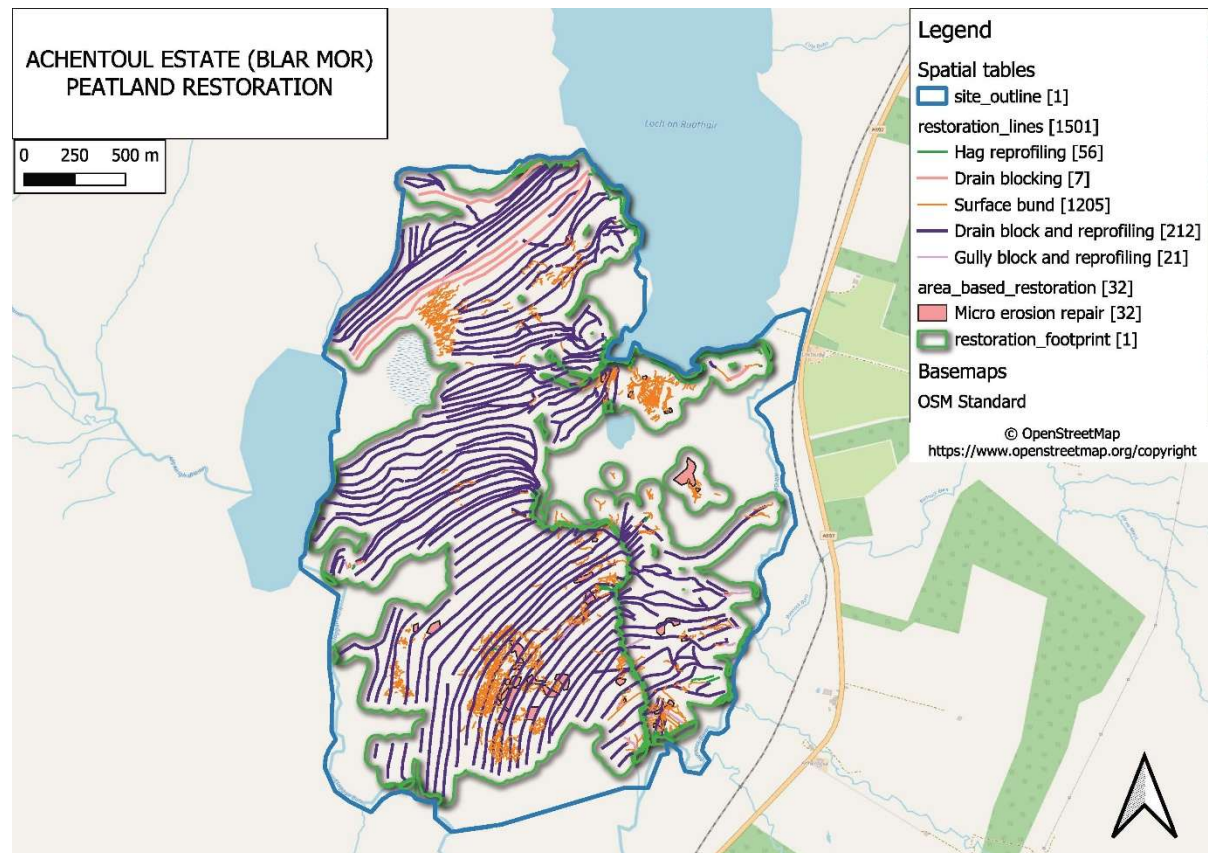 ACHENTOUL ESTATE (BLAR MOR)
PEATLAND RESTORATION
0 250 500 m
Legend
Spatial tables
site_outline [1]
restoration_lines [1501]
Hag reprofiling [56]
Drain blocking [7]
Surface bund [1205]
Drain block and reprofiling [212]
Gully block and reprofiling [21]
area_based_restoration [32]
Micro erosion repair [32]
restoration_footprint [1]
Basemaps
OSM Standard
© OpenStreetMap
https://www.openstreetmap.org/copyright
Loch an Ruathair
A897
A897